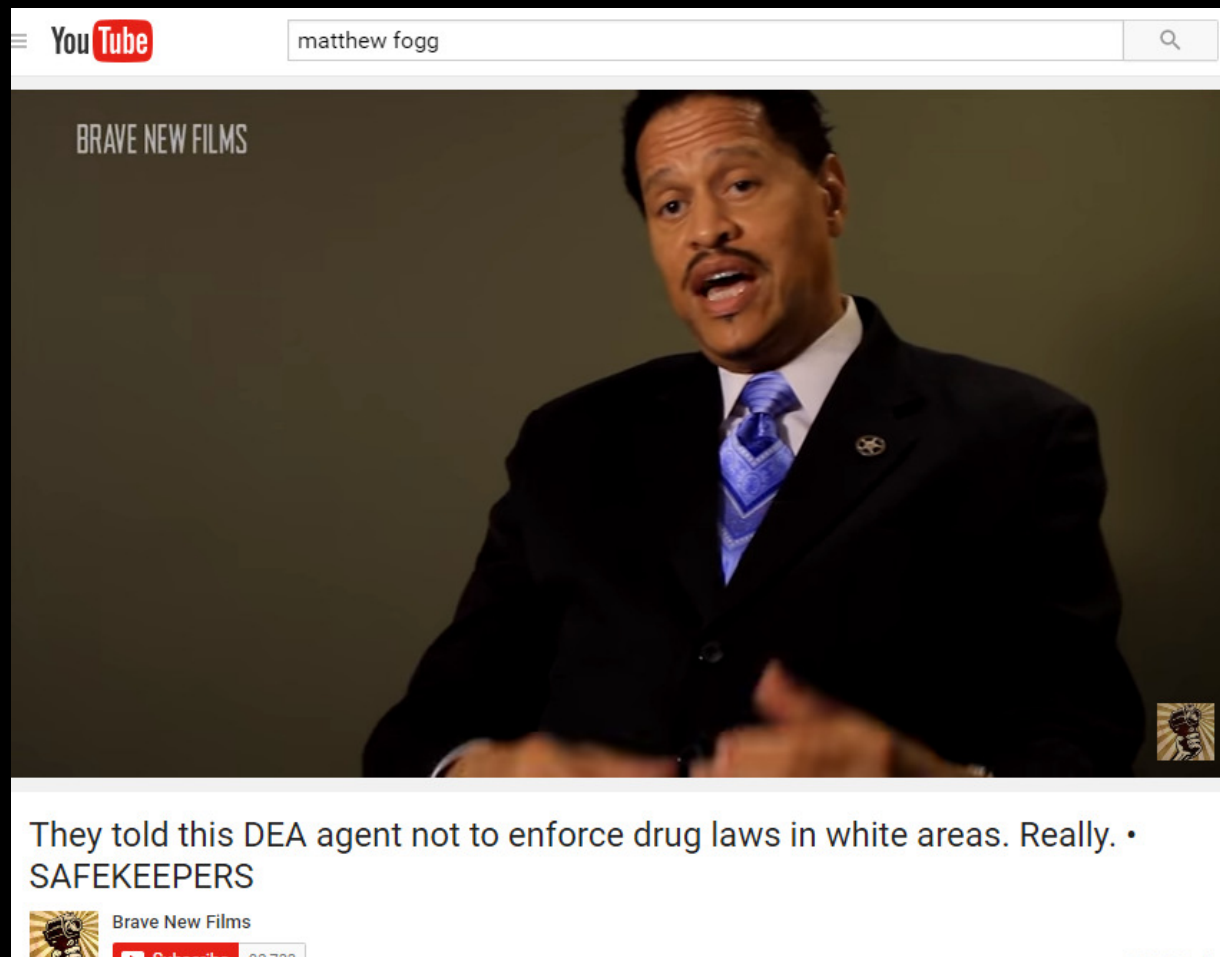 YouTube
matthew fogg
BRAVE NEW FILMS
They told this DEA agent not to enforce drug laws in white areas. Really. •
SAFEKEEPERS
Brave New Films
Subscribe